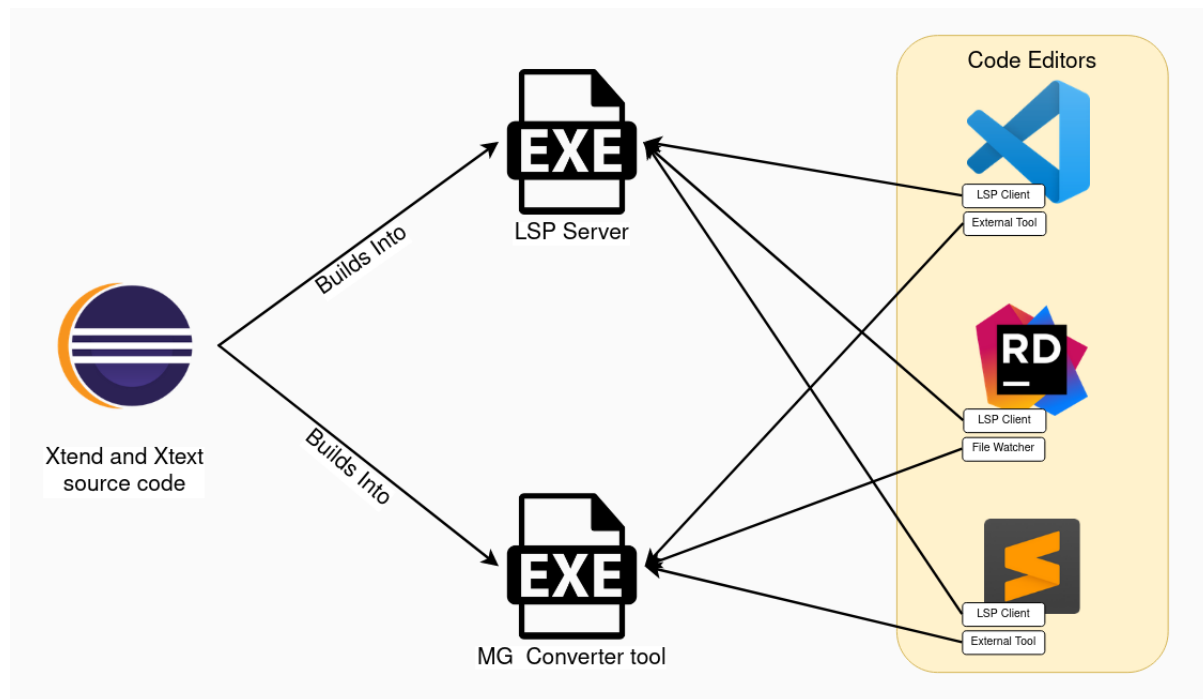 Code Editors
EXE
LSP Server
LSP Client
External Tool
Builds Into
RD
LSP Client
File Watcher
Xtend and Xtext
source code
Builds Into
EXE
MG Converter tool
LSP Client
External Tool